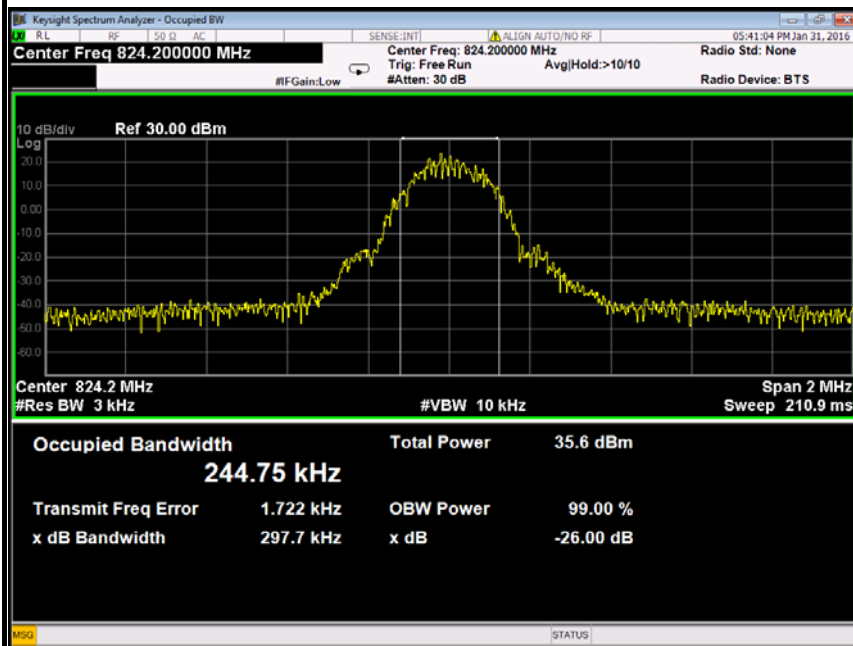 Keysight Spectrum Analyzer - Occupied BW
RL RF 50 Ω AC SENSE:INT ALIGN AUTO/NO RF 05:41:04 PM Jan 31, 2016
Center Freq 824.200000 MHz Center Freq: 824.200000 MHz Radio Std: None
Trig: Free Run Avg|Hold:>10/10
#IFGain:Low #Atten: 30 dB Radio Device: BTS
10 dB/div Ref 30.00 dBm
Log
20.0
10.0
0.00
-10.0
-20.0
-30.0
-40.0
-50.0
-60.0
Center 824.2 MHz Span 2 MHz
#Res BW 3 kHz #VBW 10 kHz Sweep 210.9 ms
Occupied Bandwidth Total Power 35.6 dBm
244.75 kHz
Transmit Freq Error 1.722 kHz OBW Power 99.00 %
x dB Bandwidth 297.7 kHz x dB -26.00 dB
MSG STATUS